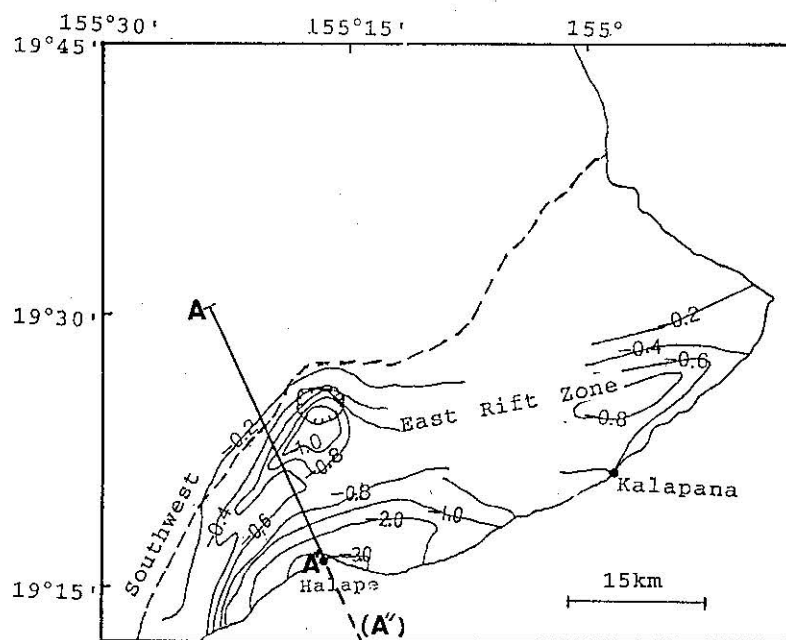 155°30' 155°15' 155°
19°45'
19°30'
19°15'
A
-0.2
-0.4
-0.6
-0.8
East Rift Zone
-0.2
-1.0
-0.8
-0.8
-0.4
-0.6
-2.0
-1.0
-3.0
Southwest
Kalapana
A'
Halape
15km
(A")